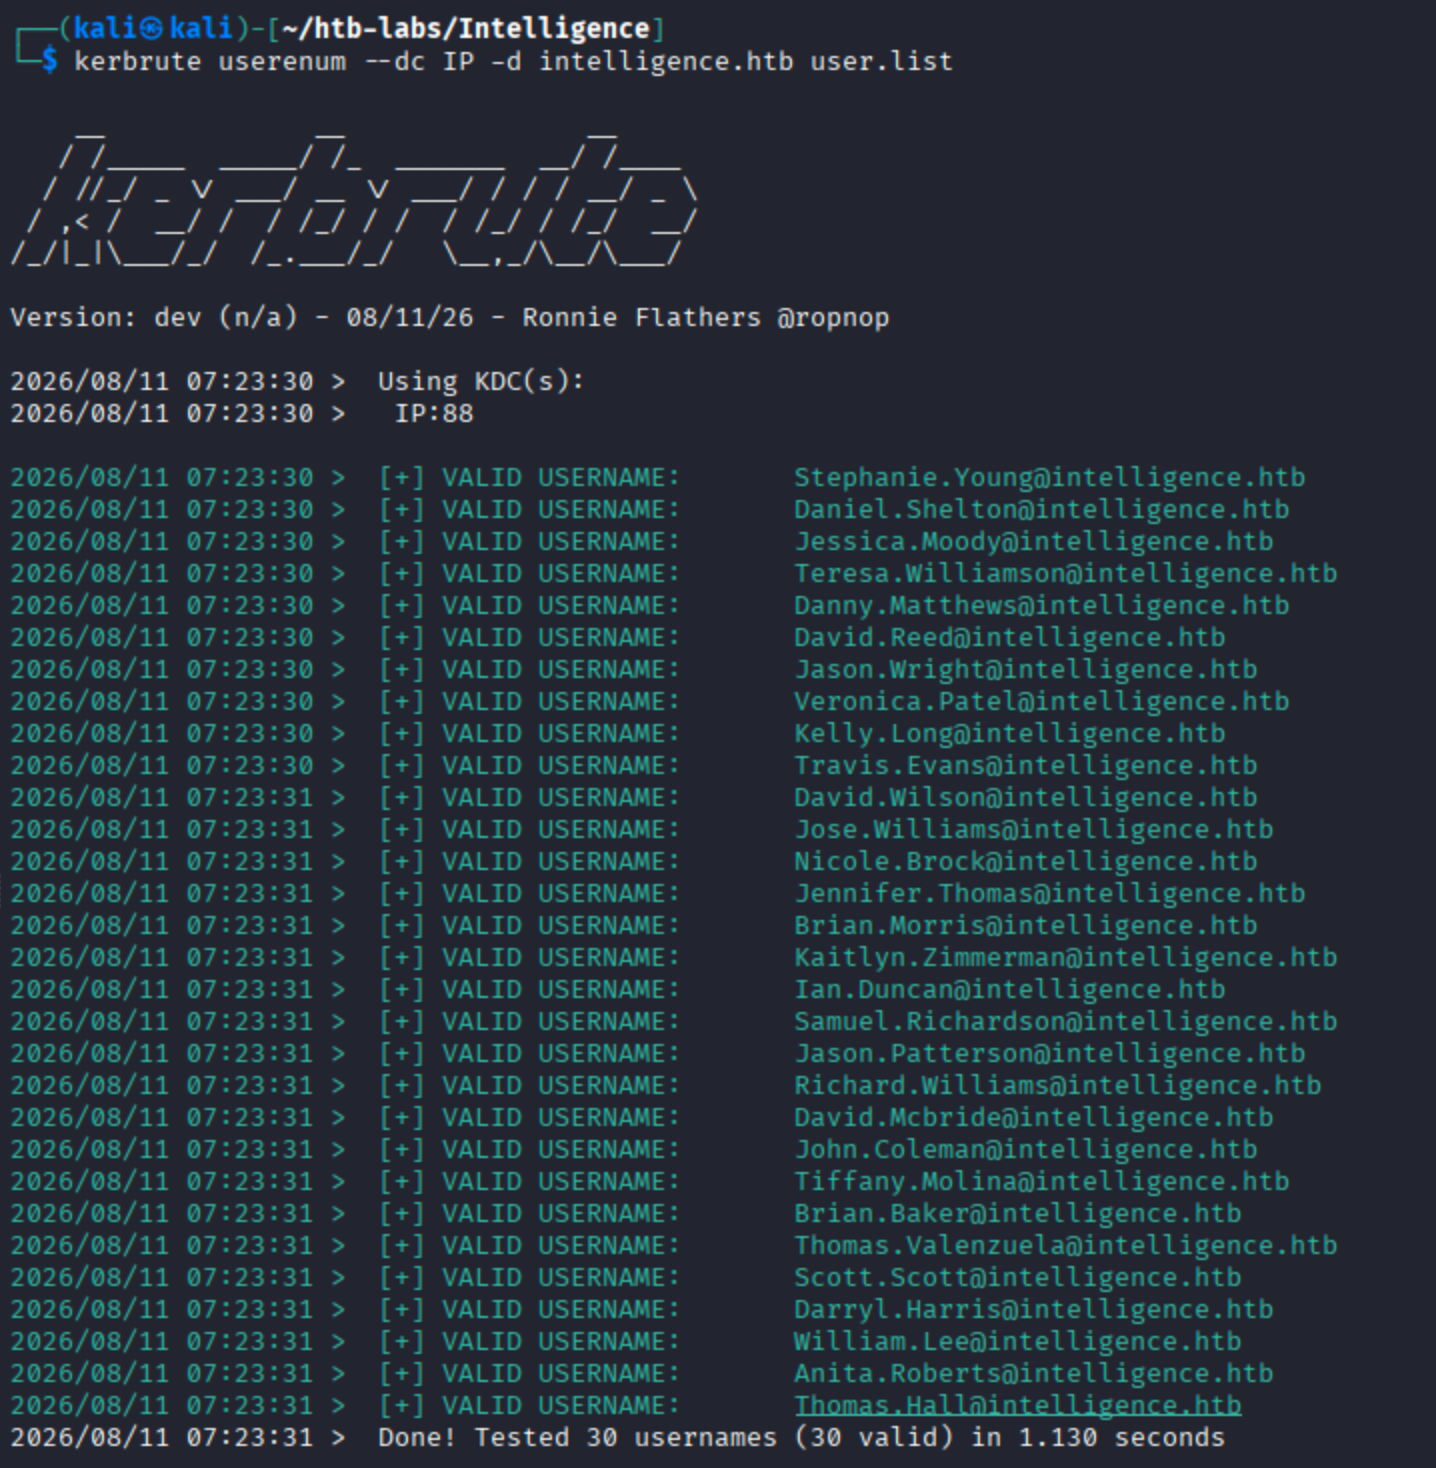 (kali㉿kali)-[~/htb-labs/Intelligence]
$ kerbrute userenum --dc IP -d intelligence.htb user.list
kerbrute
Version: dev (n/a) - 08/11/26 - Ronnie Flathers @ropnop
2026/08/11 07:23:30 > Using KDC(s):
2026/08/11 07:23:30 > IP:88
2026/08/11 07:23:30 > [+] VALID USERNAME: Stephanie.Young@intelligence.htb
2026/08/11 07:23:30 > [+] VALID USERNAME: Daniel.Shelton@intelligence.htb
2026/08/11 07:23:30 > [+] VALID USERNAME: Jessica.Moody@intelligence.htb
2026/08/11 07:23:30 > [+] VALID USERNAME: Teresa.Williamson@intelligence.htb
2026/08/11 07:23:30 > [+] VALID USERNAME: Danny.Matthews@intelligence.htb
2026/08/11 07:23:30 > [+] VALID USERNAME: David.Reed@intelligence.htb
2026/08/11 07:23:30 > [+] VALID USERNAME: Jason.Wright@intelligence.htb
2026/08/11 07:23:30 > [+] VALID USERNAME: Veronica.Patel@intelligence.htb
2026/08/11 07:23:30 > [+] VALID USERNAME: Kelly.Long@intelligence.htb
2026/08/11 07:23:30 > [+] VALID USERNAME: Travis.Evans@intelligence.htb
2026/08/11 07:23:31 > [+] VALID USERNAME: David.Wilson@intelligence.htb
2026/08/11 07:23:31 > [+] VALID USERNAME: Jose.Williams@intelligence.htb
2026/08/11 07:23:31 > [+] VALID USERNAME: Nicole.Brock@intelligence.htb
2026/08/11 07:23:31 > [+] VALID USERNAME: Jennifer.Thomas@intelligence.htb
2026/08/11 07:23:31 > [+] VALID USERNAME: Brian.Morris@intelligence.htb
2026/08/11 07:23:31 > [+] VALID USERNAME: Kaitlyn.Zimmerman@intelligence.htb
2026/08/11 07:23:31 > [+] VALID USERNAME: Ian.Duncan@intelligence.htb
2026/08/11 07:23:31 > [+] VALID USERNAME: Samuel.Richardson@intelligence.htb
2026/08/11 07:23:31 > [+] VALID USERNAME: Jason.Patterson@intelligence.htb
2026/08/11 07:23:31 > [+] VALID USERNAME: Richard.Williams@intelligence.htb
2026/08/11 07:23:31 > [+] VALID USERNAME: David.Mcbride@intelligence.htb
2026/08/11 07:23:31 > [+] VALID USERNAME: John.Coleman@intelligence.htb
2026/08/11 07:23:31 > [+] VALID USERNAME: Tiffany.Molina@intelligence.htb
2026/08/11 07:23:31 > [+] VALID USERNAME: Brian.Baker@intelligence.htb
2026/08/11 07:23:31 > [+] VALID USERNAME: Thomas.Valenzuela@intelligence.htb
2026/08/11 07:23:31 > [+] VALID USERNAME: Scott.Scott@intelligence.htb
2026/08/11 07:23:31 > [+] VALID USERNAME: Darryl.Harris@intelligence.htb
2026/08/11 07:23:31 > [+] VALID USERNAME: William.Lee@intelligence.htb
2026/08/11 07:23:31 > [+] VALID USERNAME: Anita.Roberts@intelligence.htb
2026/08/11 07:23:31 > [+] VALID USERNAME: Thomas.Hall@intelligence.htb
2026/08/11 07:23:31 > Done! Tested 30 usernames (30 valid) in 1.130 seconds